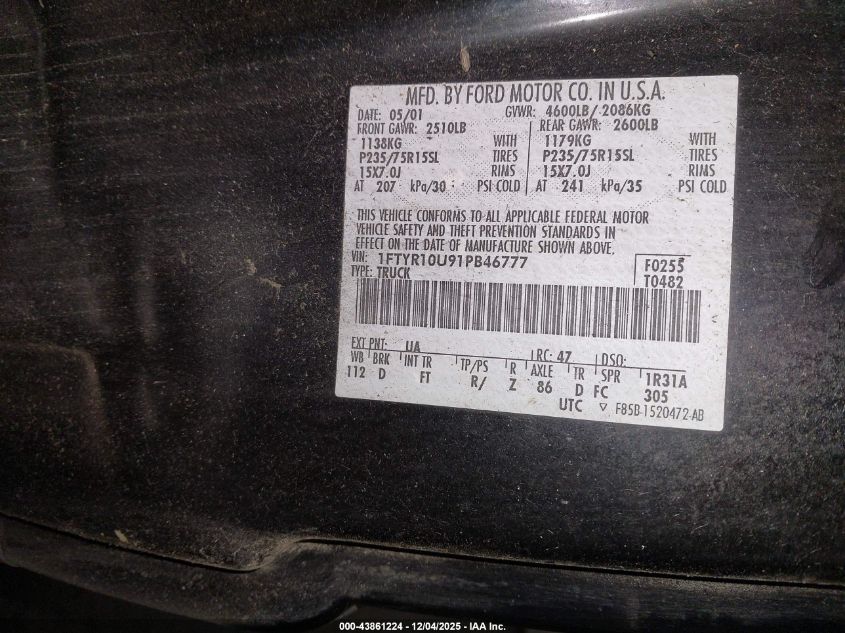 MFD. BY FORD MOTOR CO. IN U.S.A.
DATE: 05/01 GVWR: 4600LB/ 2086KG
FRONT GAWR: 2510LB REAR GAWR: 2600LB
1138KG WITH 1179KG WITH
P235/75R15SL TIRES P235/75R15SL TIRES
15X7.0J RIMS 15X7.0J RIMS
AT 207 kPa/30 PSI COLD AT 241 kPa/35 PSI COLD
THIS VEHICLE CONFORMS TO ALL APPLICABLE FEDERAL MOTOR
VEHICLE SAFETY AND THEFT PREVENTION STANDARDS IN
EFFECT ON THE DATE OF MANUFACTURE SHOWN ABOVE.
VIN: 1FTYR10U91PB46777 F0255
TYPE: TRUCK T0482
EXT PNT: UA RC: 47 DSO:
WB BRK INT TR TP/PS R AXLE TR SPR 1R31A
112 D FT R/ Z 86 D FC 305
UTC ▽ F85B-1520472-AB
000-43861224 - 12/04/2025 - IAA Inc.